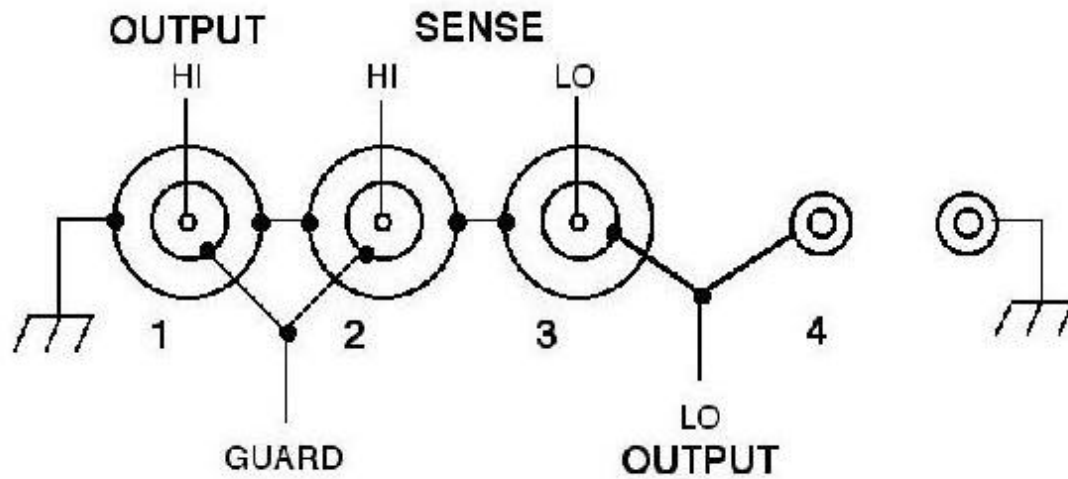 OUTPUT SENSE
HI HI LO
1 2 3 4
GUARD LO
OUTPUT